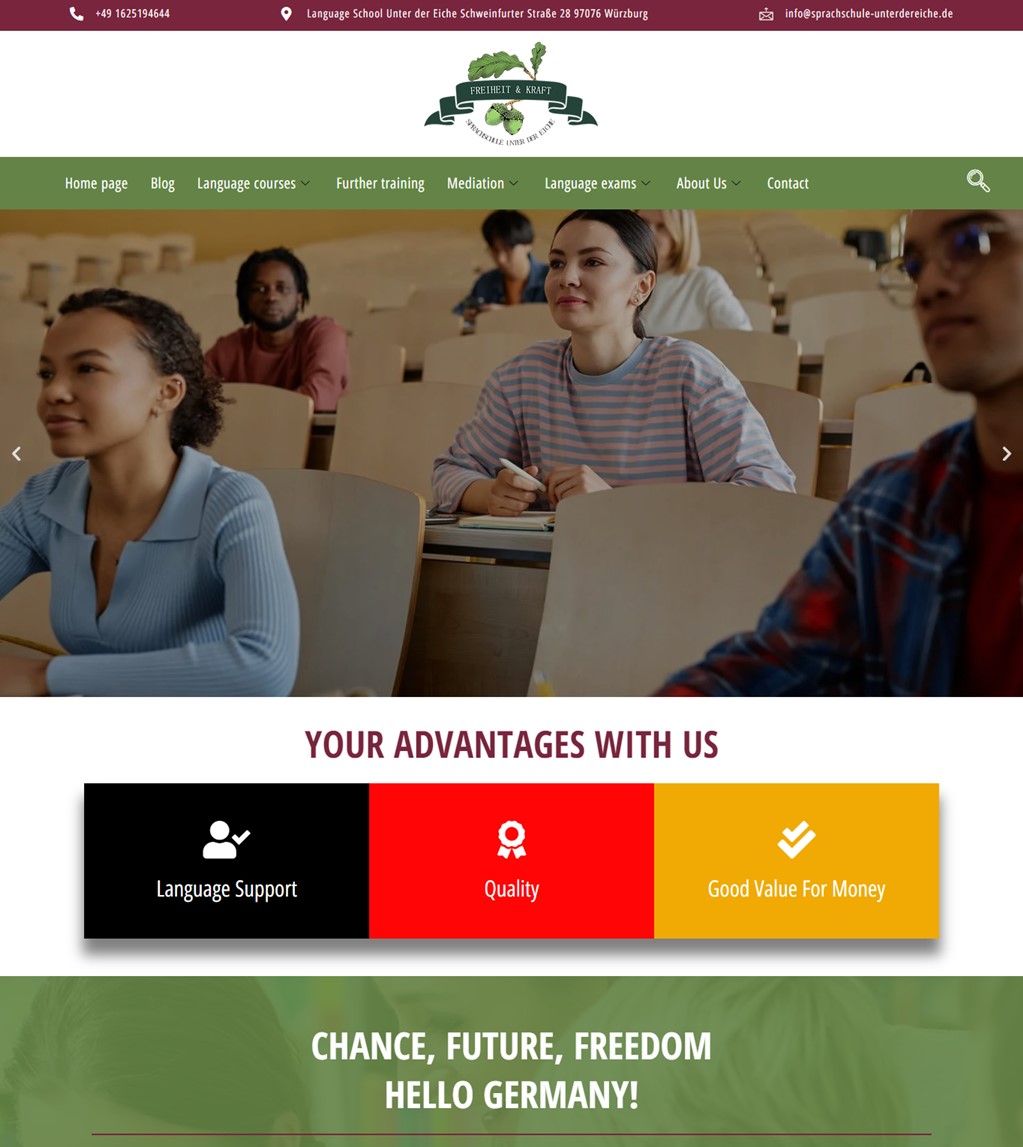 +49 1625194644
Language School Unter der Eiche Schweinfurter Straße 28 97076 Würzburg
info@sprachschule-unterdereiche.de
FREIHEIT & KRAFT
SPRACHSCHULE UNTER DER EICHE
Home page
Blog
Language courses
Further training
Mediation
Language exams
About Us
Contact
YOUR ADVANTAGES WITH US
Language Support
Quality
Good Value For Money
CHANCE, FUTURE, FREEDOM
HELLO GERMANY!